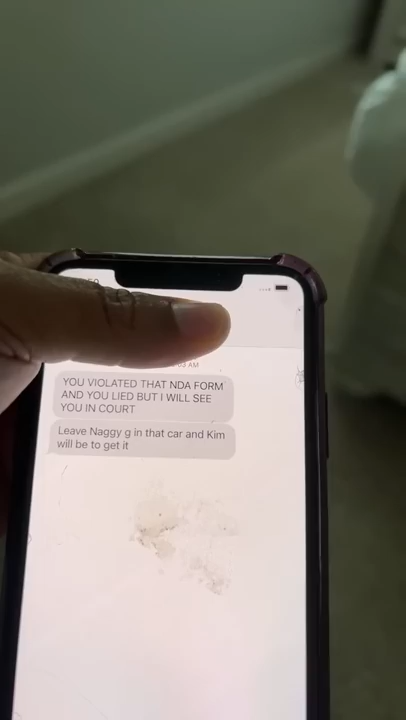 YOU VIOLATED THAT NDA FORM
AND YOU LIED BUT I WILL SEE
YOU IN COURT
Leave Naggy g in that car and Kim
will be to get it